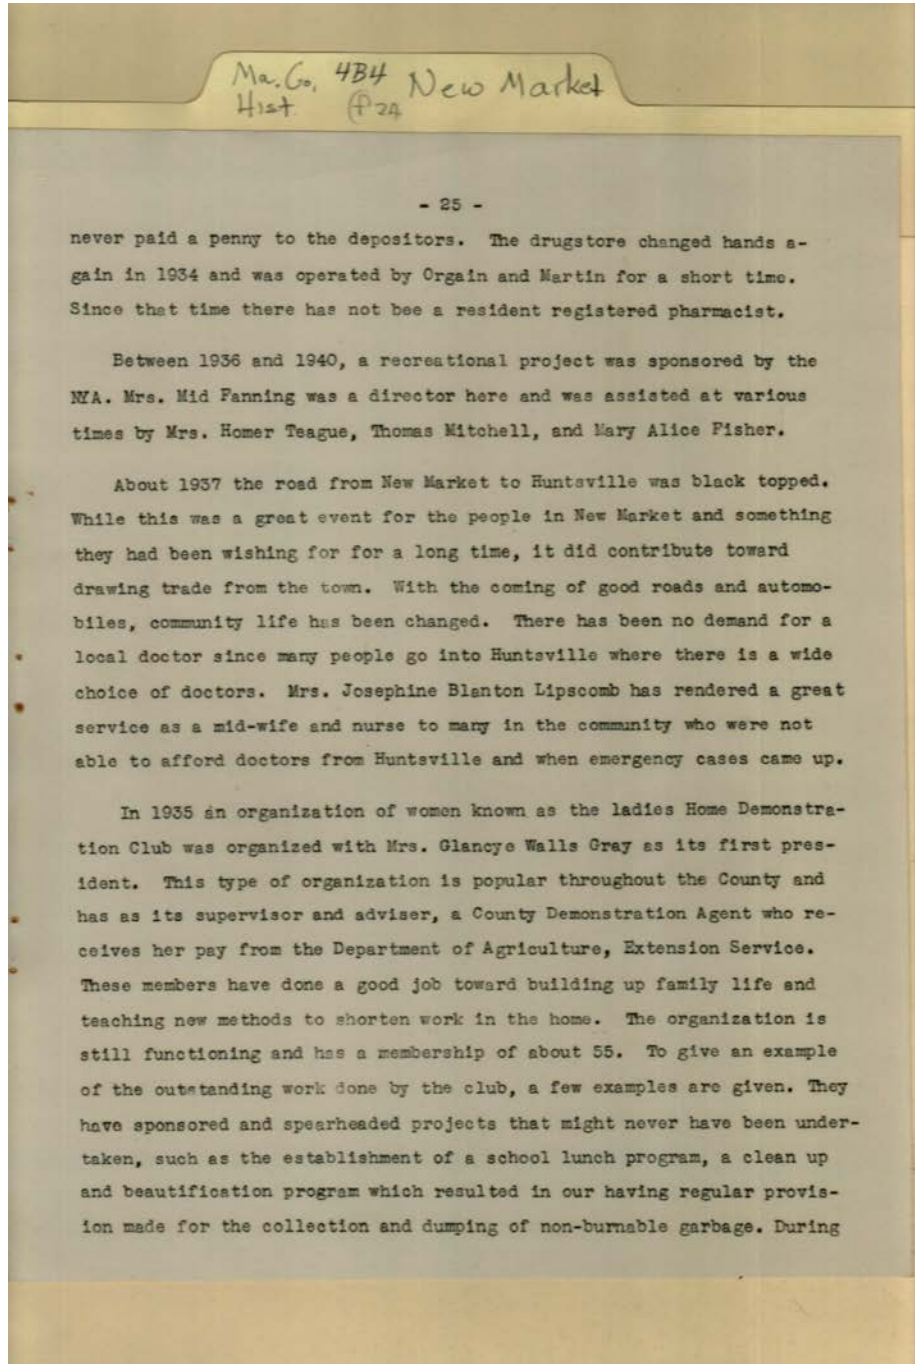 Ma. Co. 4B4 New Market
Hist (P24
- 25 -
never paid a penny to the depositors. The drugstore changed hands a-
gain in 1934 and was operated by Orgain and Martin for a short time.
Since that time there has not bee a resident registered pharmacist.
Between 1936 and 1940, a recreational project was sponsored by the
NYA. Mrs. Mid Fanning was a director here and was assisted at various
times by Mrs. Homer Teague, Thomas Mitchell, and Mary Alice Fisher.
About 1937 the road from New Market to Huntsville was black topped.
While this was a great event for the people in New Market and something
they had been wishing for for a long time, it did contribute toward
drawing trade from the town. With the coming of good roads and automo-
biles, community life has been changed. There has been no demand for a
local doctor since many people go into Huntsville where there is a wide
choice of doctors. Mrs. Josephine Blanton Lipscomb has rendered a great
service as a mid-wife and nurse to many in the community who were not
able to afford doctors from Huntsville and when emergency cases came up.
In 1935 an organization of women known as the ladies Home Demonstra-
tion Club was organized with Mrs. Glancye Walls Gray as its first pres-
ident. This type of organization is popular throughout the County and
has as its supervisor and adviser, a County Demonstration Agent who re-
ceives her pay from the Department of Agriculture, Extension Service.
These members have done a good job toward building up family life and
teaching new methods to shorten work in the home. The organization is
still functioning and has a membership of about 55. To give an example
of the outstanding work done by the club, a few examples are given. They
have sponsored and spearheaded projects that might never have been under-
taken, such as the establishment of a school lunch program, a clean up
and beautification program which resulted in our having regular provis-
ion made for the collection and dumping of non-burnable garbage. During